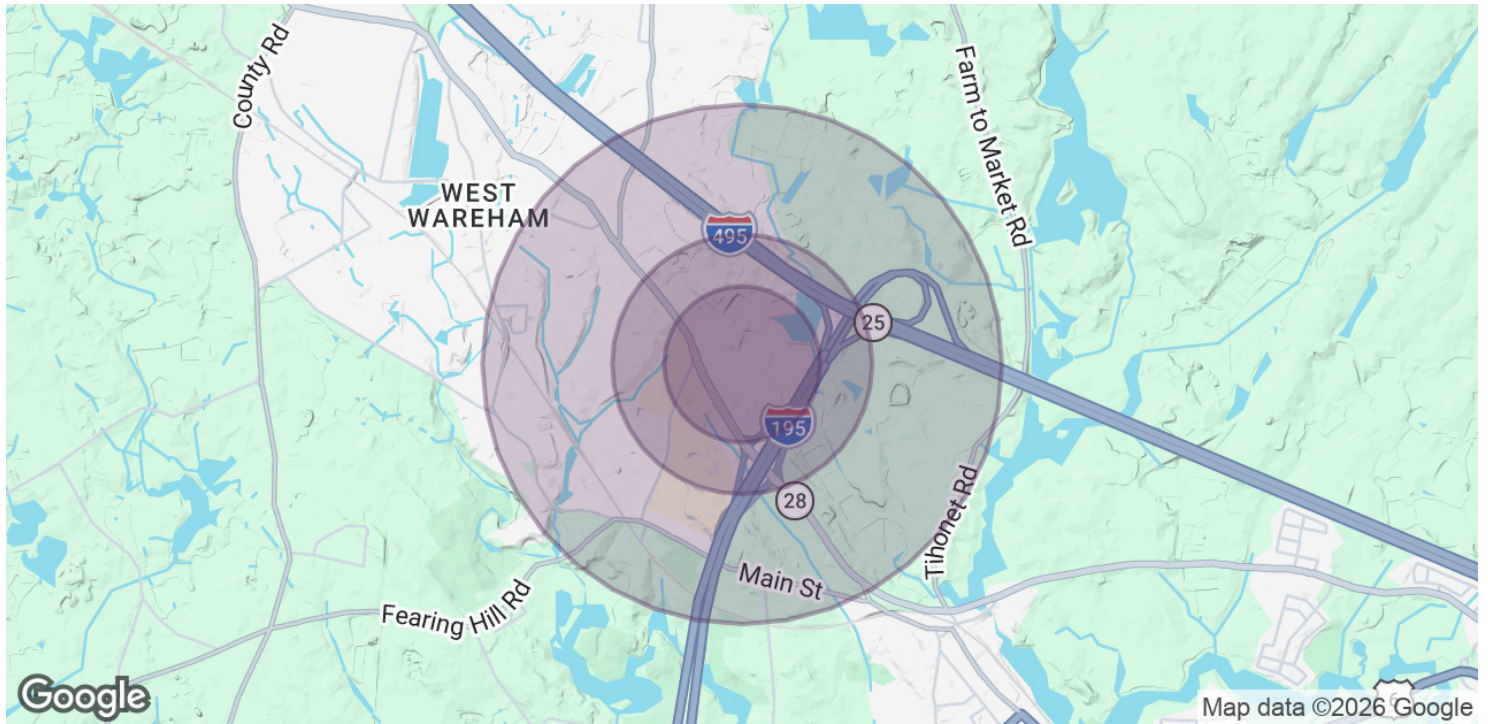 County Rd
Farm to Market Rd
WEST
WAREHAM
495
25
195
28
Tihonet Rd
Main St
Fearing Hill Rd
6
Google
Map data ©2026 Google